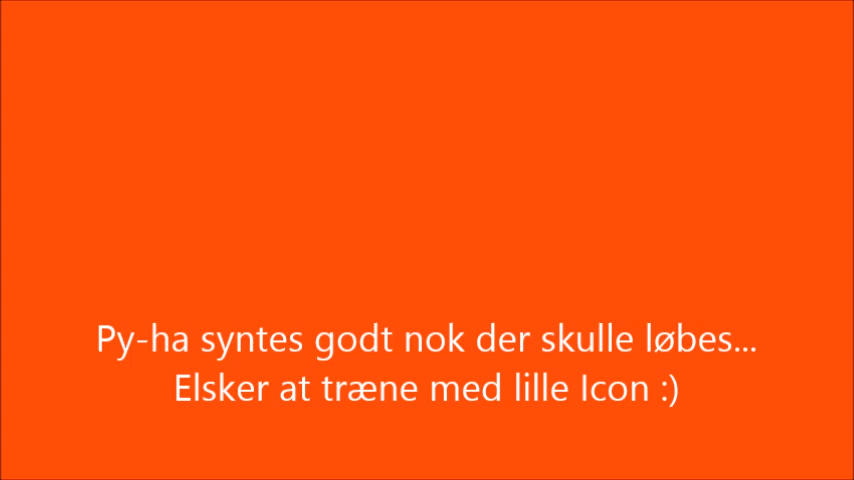 Py-ha syntes godt nok der skulle løbes...
Elsker at træne med lille Icon :)